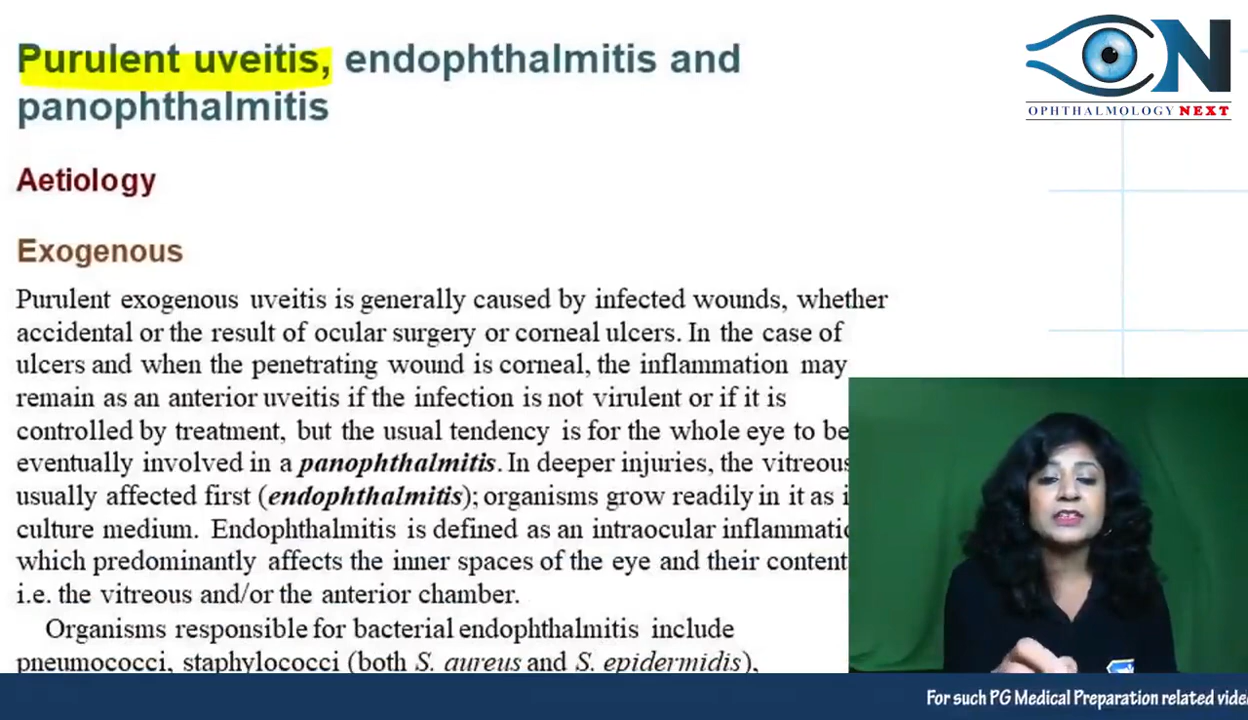 Purulent uveitis, endophthalmitis and
panophthalmitis
ON
OPHTHALMOLOGY NEXT
Aetiology
Exogenous
Purulent exogenous uveitis is generally caused by infected wounds, whether
accidental or the result of ocular surgery or corneal ulcers. In the case of
ulcers and when the penetrating wound is corneal, the inflammation may
remain as an anterior uveitis if the infection is not virulent or if it is
controlled by treatment, but the usual tendency is for the whole eye to be
eventually involved in a panophthalmitis. In deeper injuries, the vitreous
usually affected first (endophthalmitis); organisms grow readily in it as
culture medium. Endophthalmitis is defined as an intraocular
which predominantly affects the inner spaces of the eye and their
i.e. the vitreous and/or the anterior chamber.
Organisms responsible for bacterial endophthalmitis include
pneumococci, staphylococci (both S. aureus and S. epidermidis),
For such PG Medical Preparation related